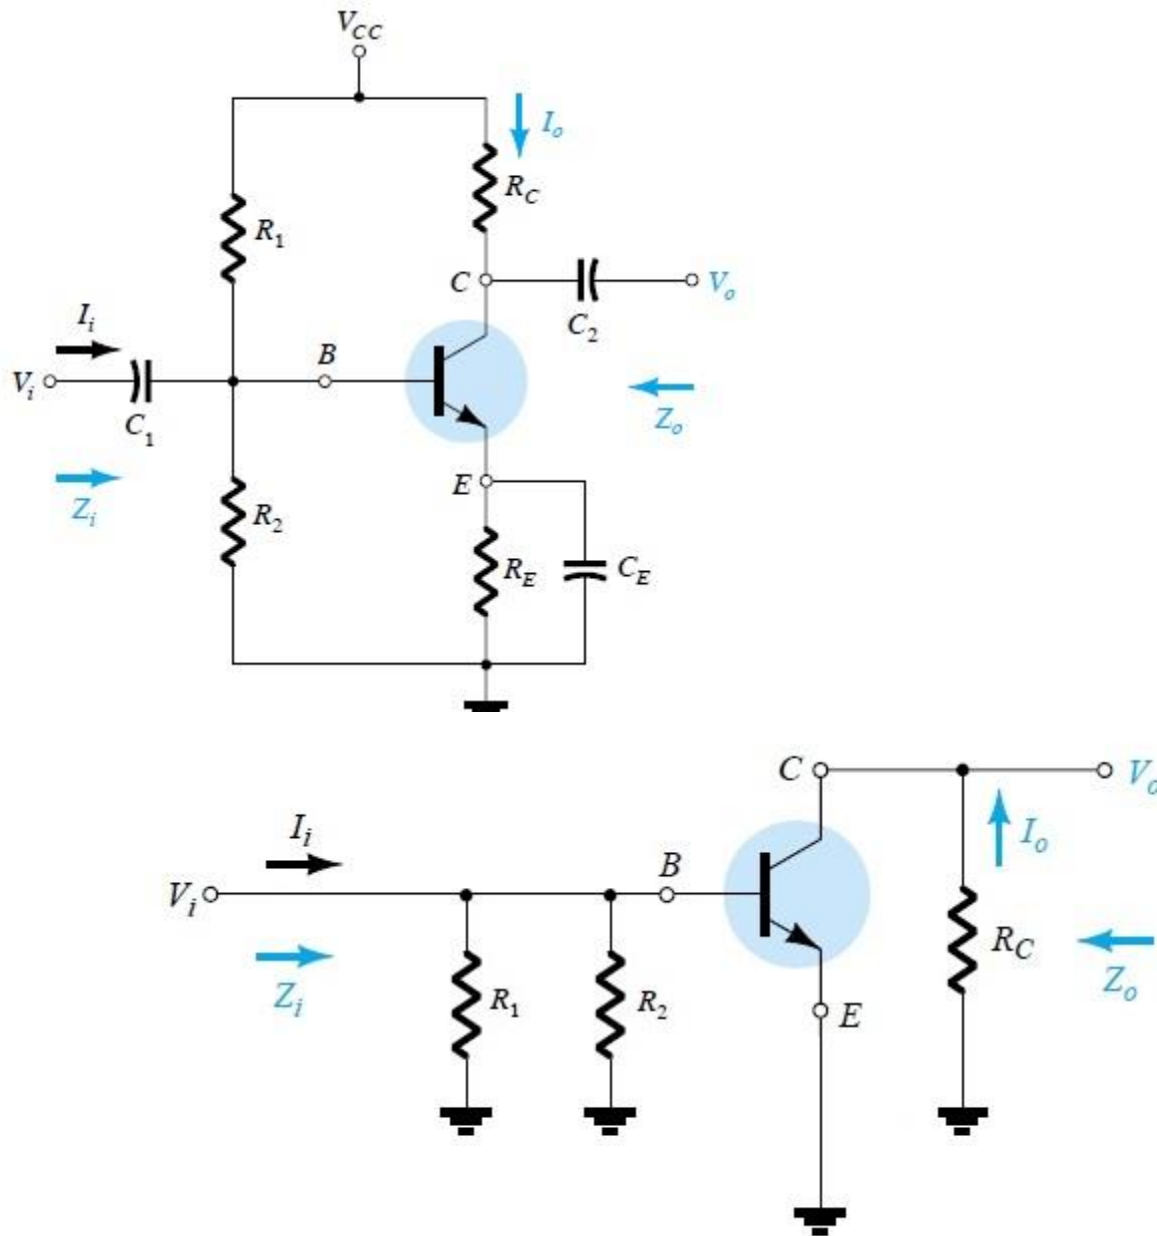 V_CC
I_o
R_C
R_1
C
V_o
C_2
I_i
B
V_i
C_1
Z_o
Z_i
E
R_2
R_E
C_E
C
V_o
I_i
I_o
B
V_i
R_C
Z_i
R_1
R_2
Z_o
E